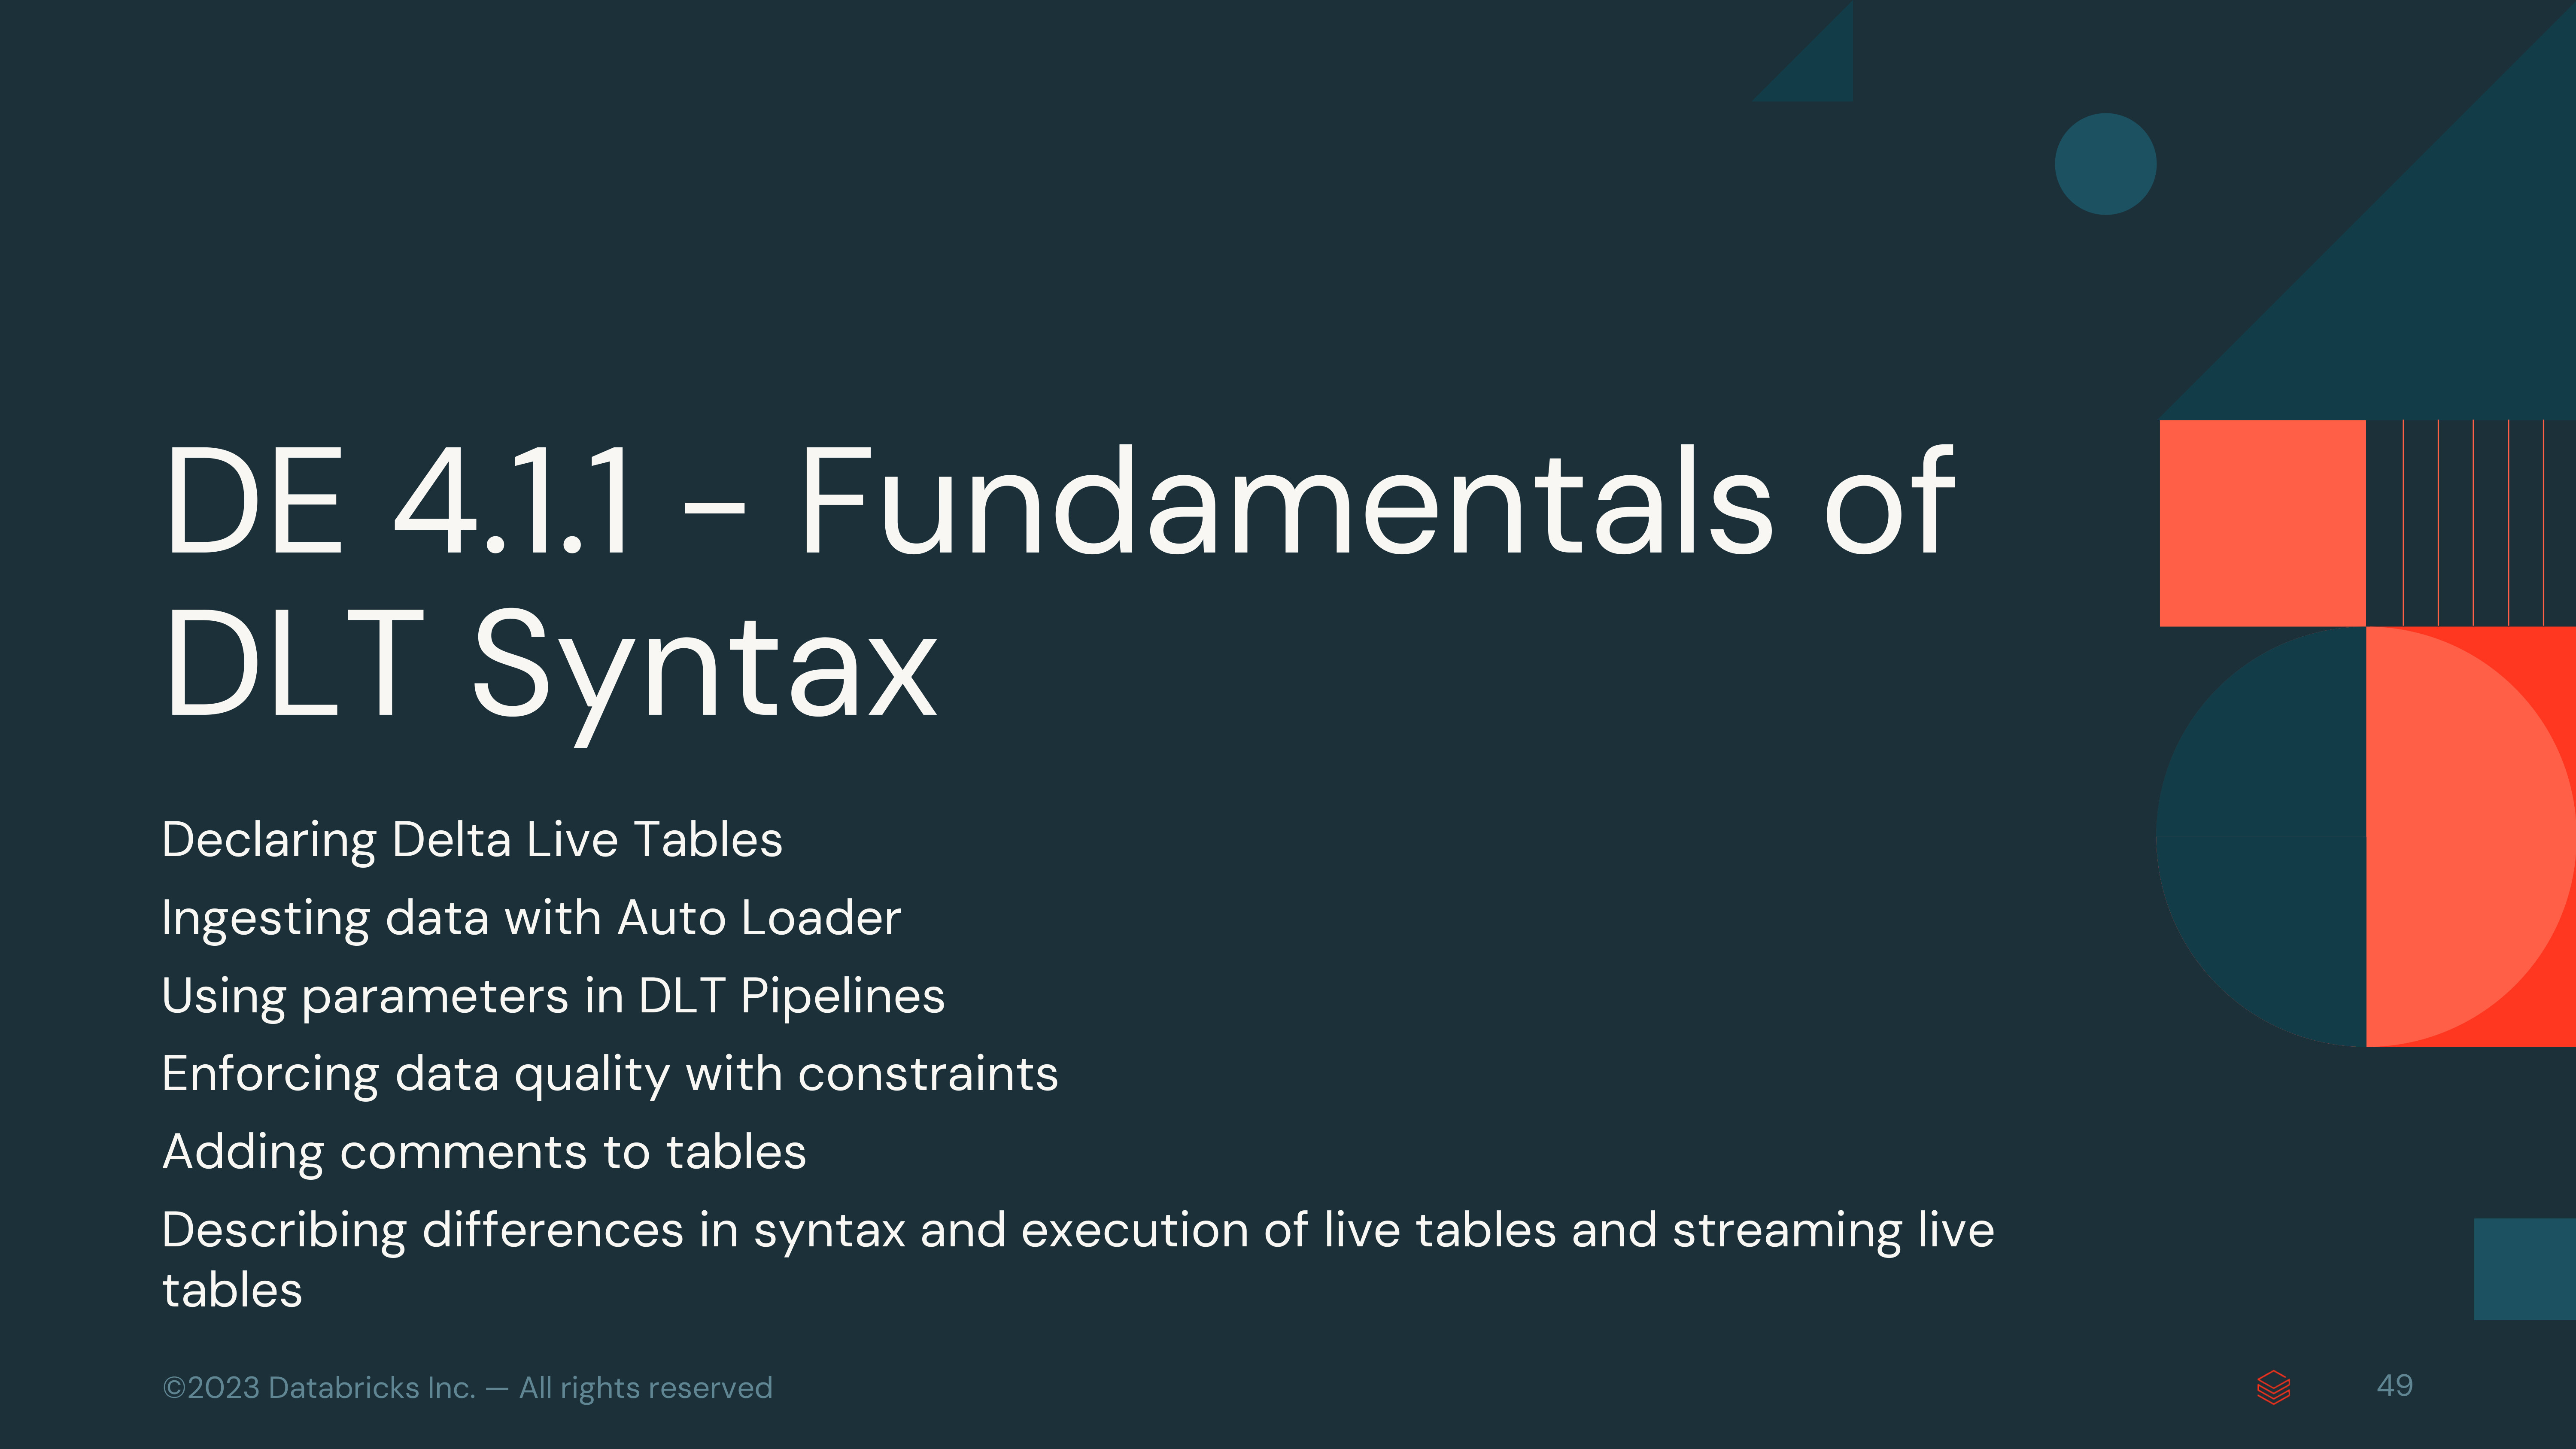 DE 4.1.1 - Fundamentals of
DLT Syntax
Declaring Delta Live Tables
Ingesting data with Auto Loader
Using parameters in DLT Pipelines
Enforcing data quality with constraints
Adding comments to tables
Describing differences in syntax and execution of live tables and streaming live
tables
©2023 Databricks Inc. — All rights reserved
49